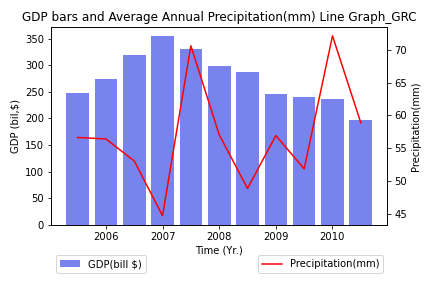 GDP bars and Average Annual Precipitation(mm) Line Graph_GRC
350
300
250
200
150
100
50
0
GDP (bil,$)
70
65
60
55
50
45
Precipitation(mm)
2006 2007 2008 2009 2010
Time (Yr.)
GDP(bill $)
Precipitation(mm)